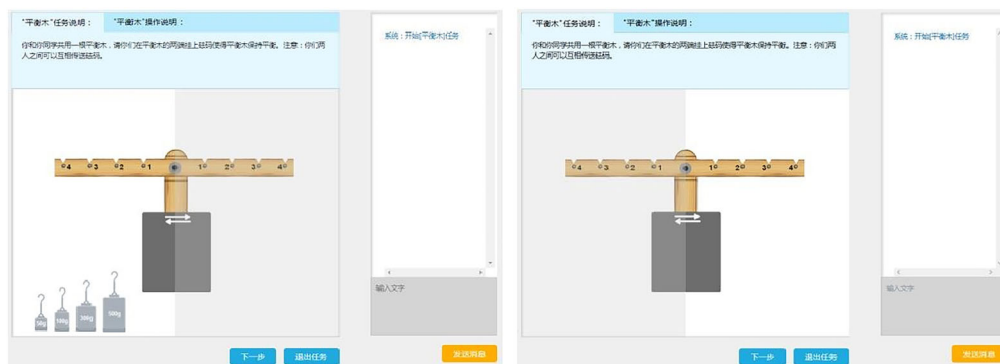 "平衡木"任务说明：
"平衡木"操作说明：
你和你同学共用一根平衡木，请你们在平衡木的两端挂上砝码使得平衡木保持平衡。注意：你们两
人之间可以互相传送砝码。
系统：开始[平衡木]任务
4 3 2 1 0 1 2 3 4
50g 100g 300g 500g
输入文字
下一步
退出任务
发送消息
"平衡木"任务说明：
"平衡木"操作说明：
你和你同学共用一根平衡木，请你们在平衡木的两端挂上砝码使得平衡木保持平衡。注意：你们两
人之间可以互相传送砝码。
系统：开始[平衡木]任务
4 3 2 1 0 1 2 3 4
输入文字
下一步
退出任务
发送消息